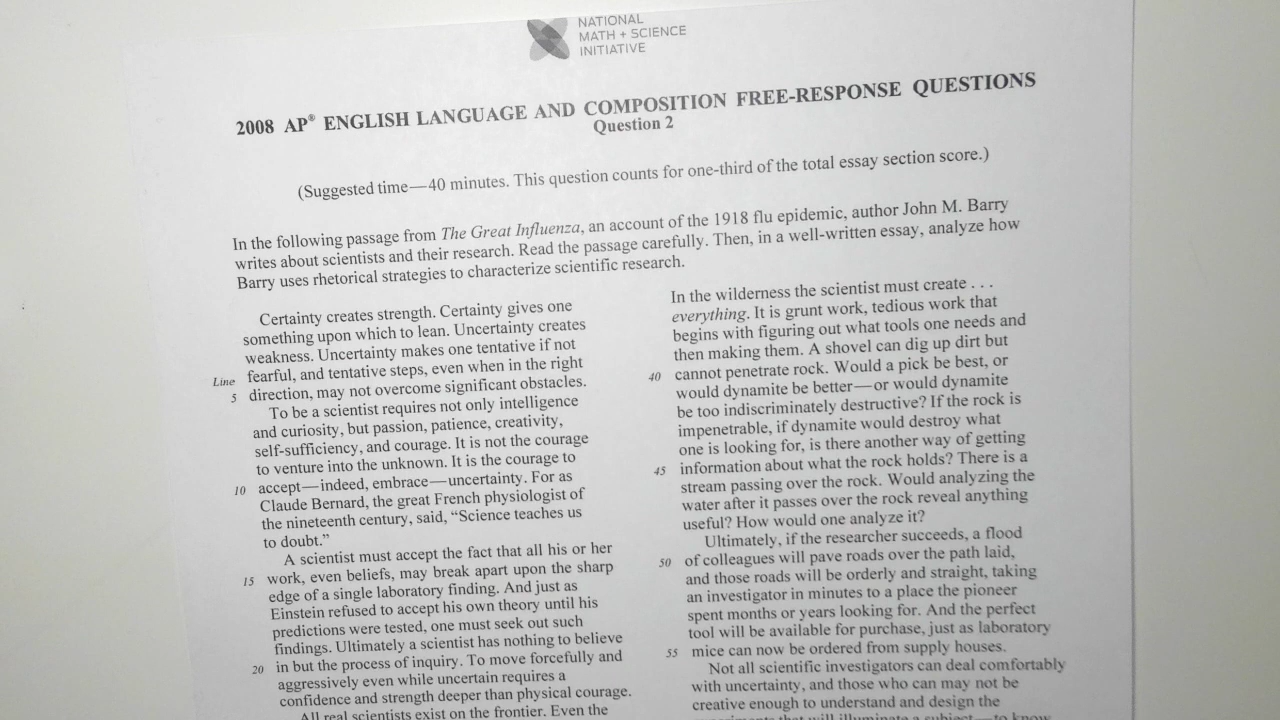 NATIONAL
MATH + SCIENCE
INITIATIVE
2008 AP® ENGLISH LANGUAGE AND COMPOSITION FREE-RESPONSE QUESTIONS
Question 2
(Suggested time—40 minutes. This question counts for one-third of the total essay section score.)
In the following passage from The Great Influenza, an account of the 1918 flu epidemic, author John M. Barry
writes about scientists and their research. Read the passage carefully. Then, in a well-written essay, analyze how
Barry uses rhetorical strategies to characterize scientific research.
Certainty creates strength. Certainty gives one
something upon which to lean. Uncertainty creates
weakness. Uncertainty makes one tentative if not
Line fearful, and tentative steps, even when in the right
5 direction, may not overcome significant obstacles.
To be a scientist requires not only intelligence
and curiosity, but passion, patience, creativity,
self-sufficiency, and courage. It is not the courage
to venture into the unknown. It is the courage to
10 accept—indeed, embrace—uncertainty. For as
Claude Bernard, the great French physiologist of
the nineteenth century, said, “Science teaches us
to doubt.”
A scientist must accept the fact that all his or her
15 work, even beliefs, may break apart upon the sharp
edge of a single laboratory finding. And just as
Einstein refused to accept his own theory until his
predictions were tested, one must seek out such
findings. Ultimately a scientist has nothing to believe
20 in but the process of inquiry. To move forcefully and
aggressively even while uncertain requires a
confidence and strength deeper than physical courage.
All real scientists exist on the frontier. Even the
In the wilderness the scientist must create . . .
everything. It is grunt work, tedious work that
begins with figuring out what tools one needs and
then making them. A shovel can dig up dirt but
40 cannot penetrate rock. Would a pick be best, or
would dynamite be better—or would dynamite
be too indiscriminately destructive? If the rock is
impenetrable, if dynamite would destroy what
one is looking for, is there another way of getting
45 information about what the rock holds? There is a
stream passing over the rock. Would analyzing the
water after it passes over the rock reveal anything
useful? How would one analyze it?
Ultimately, if the researcher succeeds, a flood
50 of colleagues will pave roads over the path laid,
and those roads will be orderly and straight, taking
an investigator in minutes to a place the pioneer
spent months or years looking for. And the perfect
tool will be available for purchase, just as laboratory
55 mice can now be ordered from supply houses.
Not all scientific investigators can deal comfortably
with uncertainty, and those who can may not be
creative enough to understand and design the
experiments that will illuminate a subject—to know